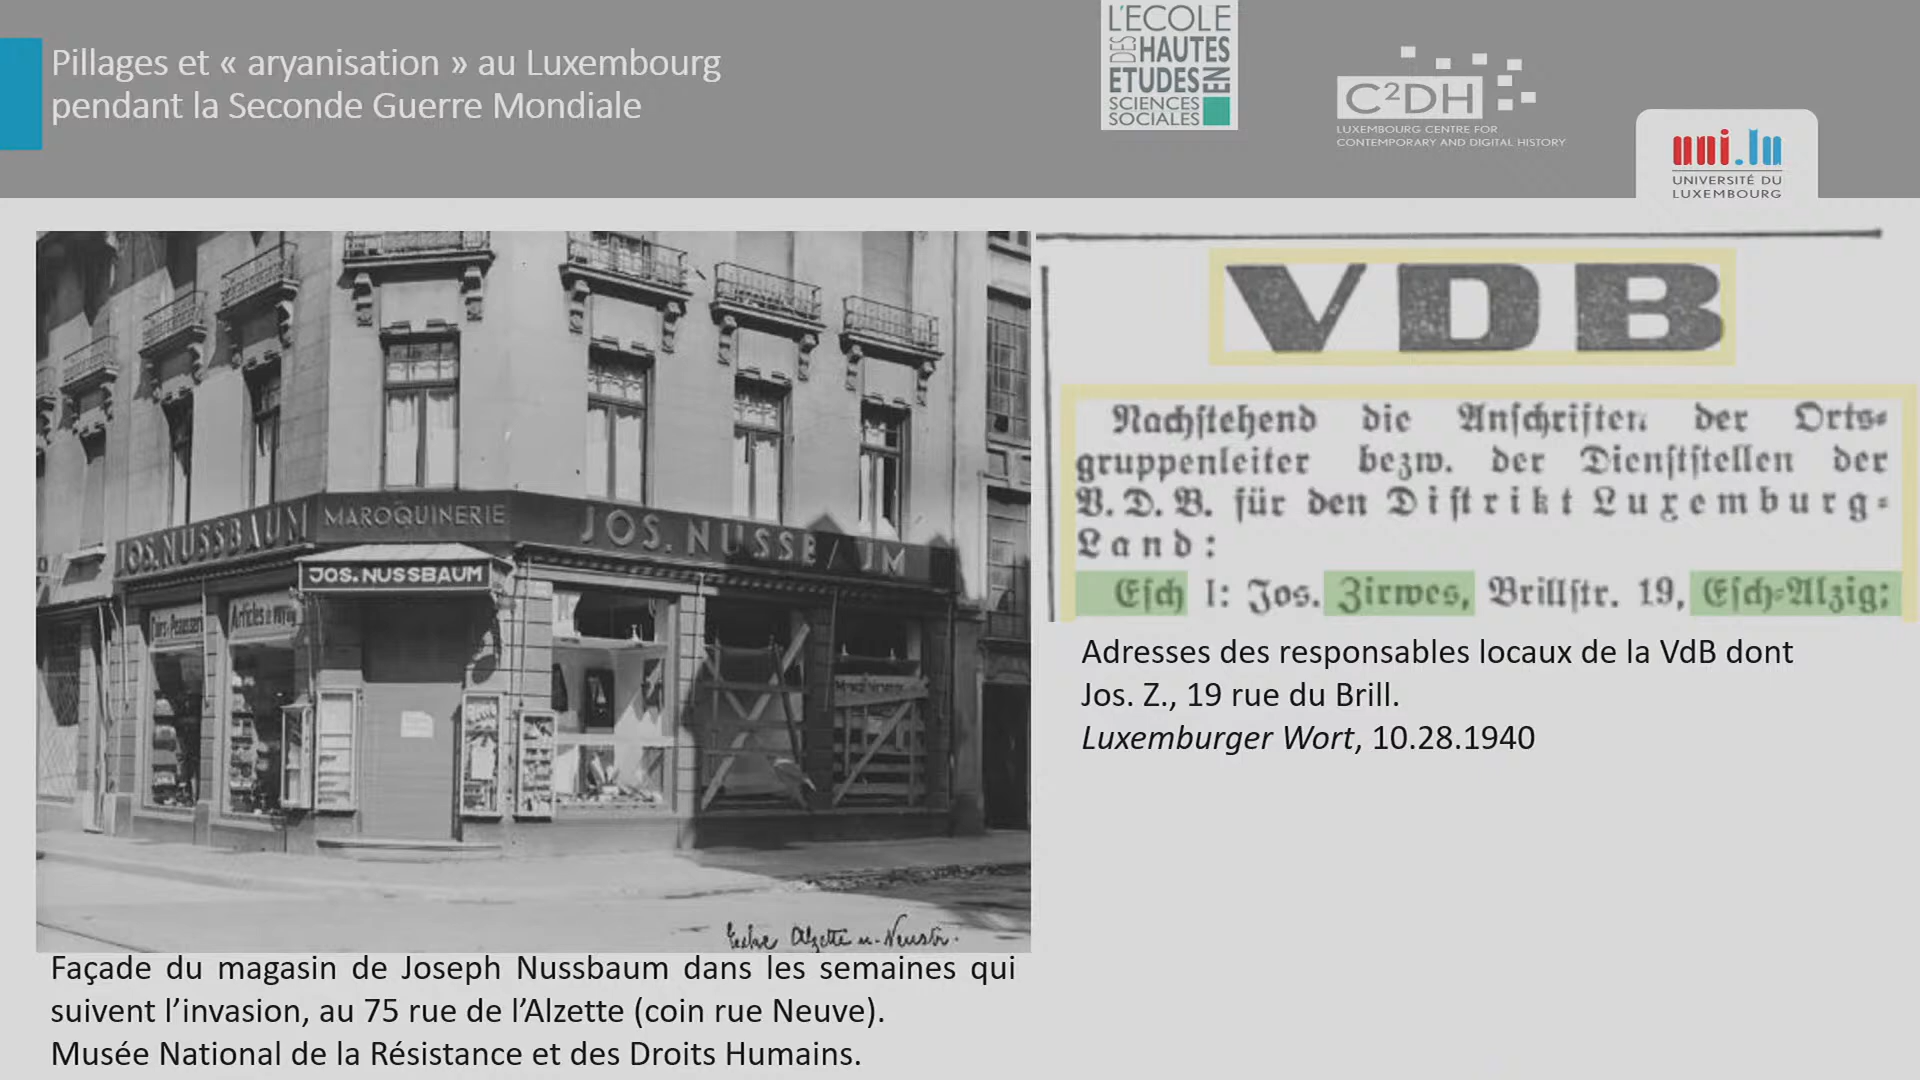 Pillages et « aryanisation » au Luxembourg
pendant la Seconde Guerre Mondiale
L'ECOLE
DES HAUTES
ETUDES EN
SCIENCES
SOCIALES
C²DH
LUXEMBOURG CENTRE FOR
CONTEMPORARY AND DIGITAL HISTORY
uni.lu
UNIVERSITÉ DU
LUXEMBOURG
JOS. NUSSBAUM
MAROQUINERIE
JOS. NUSSB
JOS. NUSSBAUM
Articles
VDB
Nachstehend die Anschriften der Orts-
gruppenleiter bezw. der Dienststellen der
V. D. B. für den Distrikt Luxemburg-
Land:
Esch I: Jos. Zirwes, Brillstr. 19, Esch-Alzig;
Adresses des responsables locaux de la VdB dont
Jos. Z., 19 rue du Brill.
Luxemburger Wort, 10.28.1940
Alzette u. Neustr.
Façade du magasin de Joseph Nussbaum dans les semaines qui
suivent l’invasion, au 75 rue de l’Alzette (coin rue Neuve).
Musée National de la Résistance et des Droits Humains.